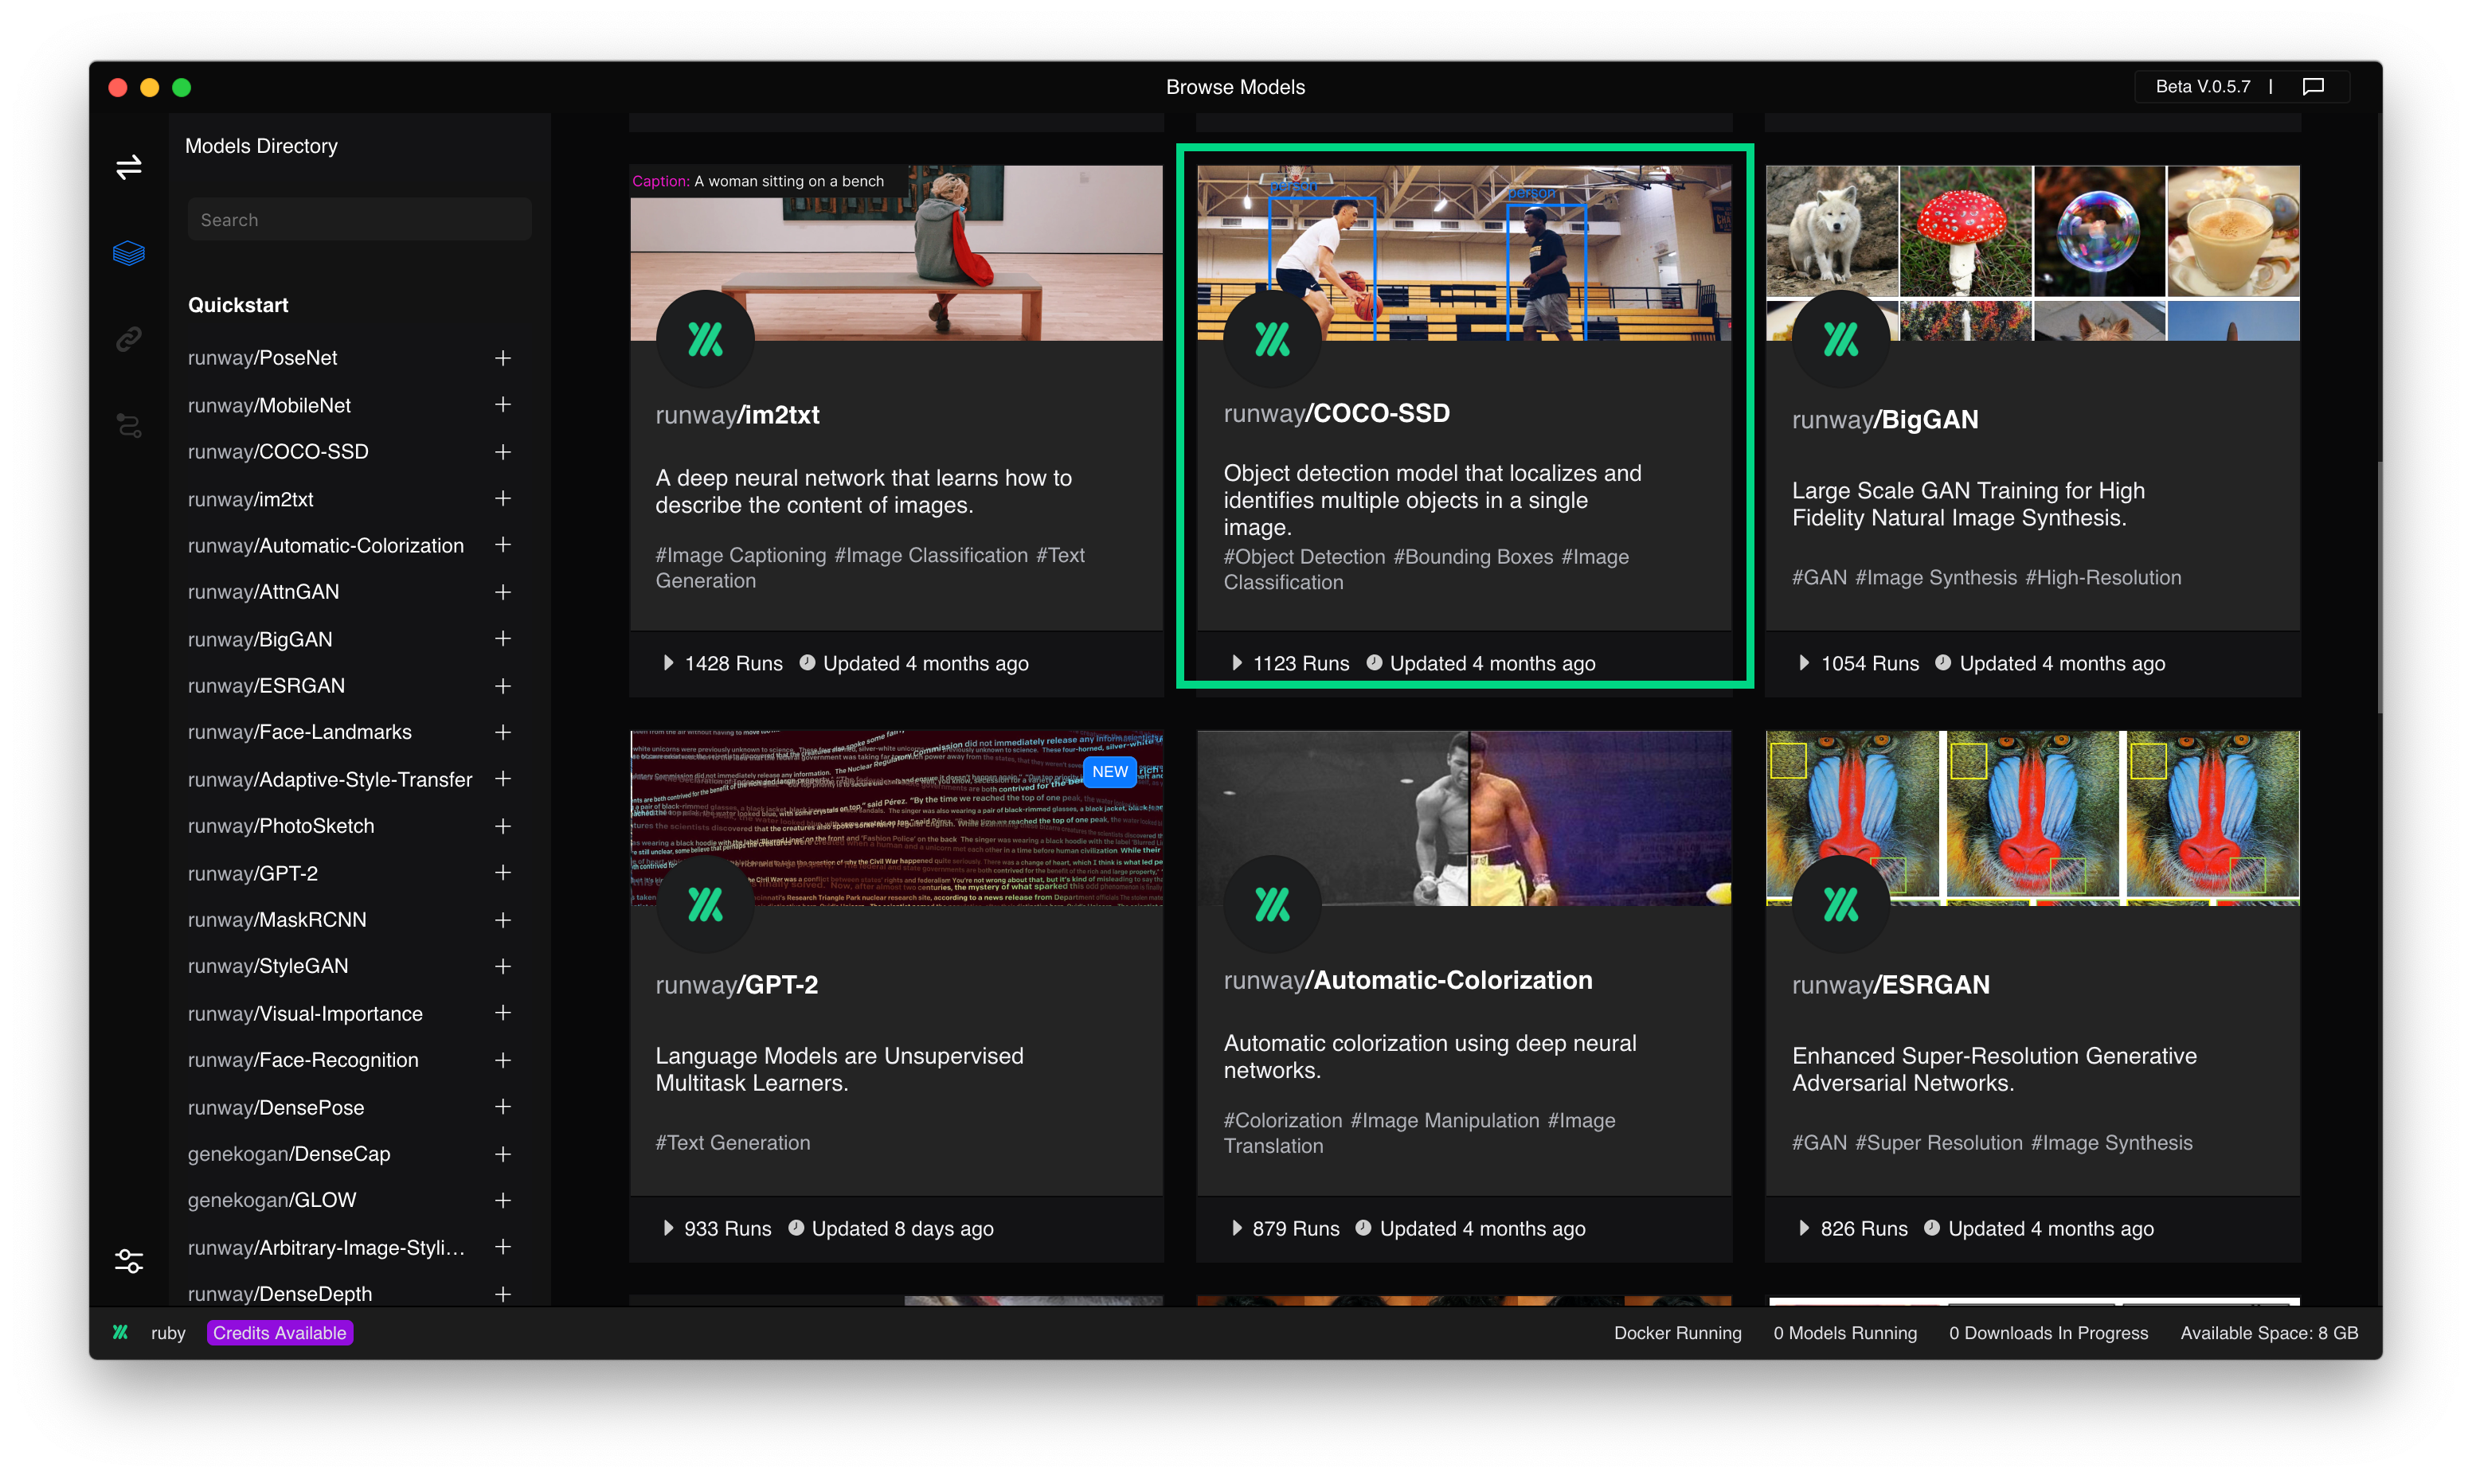 Browse Models
Beta V.0.5.7 |
Models Directory
Search
Quickstart
runway/PoseNet
runway/MobileNet
runway/COCO-SSD
runway/im2txt
runway/Automatic-Colorization
runway/AttnGAN
runway/BigGAN
runway/ESRGAN
runway/Face-Landmarks
runway/Adaptive-Style-Transfer
runway/PhotoSketch
runway/GPT-2
runway/MaskRCNN
runway/StyleGAN
runway/Visual-Importance
runway/Face-Recognition
runway/DensePose
genekogan/DenseCap
genekogan/GLOW
runway/Arbitrary-Image-Styli...
runway/DenseDepth
Caption: A woman sitting on a bench
runway/im2txt
A deep neural network that learns how to
describe the content of images.
#Image Captioning #Image Classification #Text
Generation
1428 Runs Updated 4 months ago
person
person
runway/COCO-SSD
Object detection model that localizes and
identifies multiple objects in a single
image.
#Object Detection #Bounding Boxes #Image
Classification
1123 Runs Updated 4 months ago
runway/BigGAN
Large Scale GAN Training for High
Fidelity Natural Image Synthesis.
#GAN #Image Synthesis #High-Resolution
1054 Runs Updated 4 months ago
NEW
runway/GPT-2
Language Models are Unsupervised
Multitask Learners.
#Text Generation
933 Runs Updated 8 days ago
runway/Automatic-Colorization
Automatic colorization using deep neural
networks.
#Colorization #Image Manipulation #Image
Translation
879 Runs Updated 4 months ago
runway/ESRGAN
Enhanced Super-Resolution Generative
Adversarial Networks.
#GAN #Super Resolution #Image Synthesis
826 Runs Updated 4 months ago
ruby
Credits Available
Docker Running
0 Models Running
0 Downloads In Progress
Available Space: 8 GB